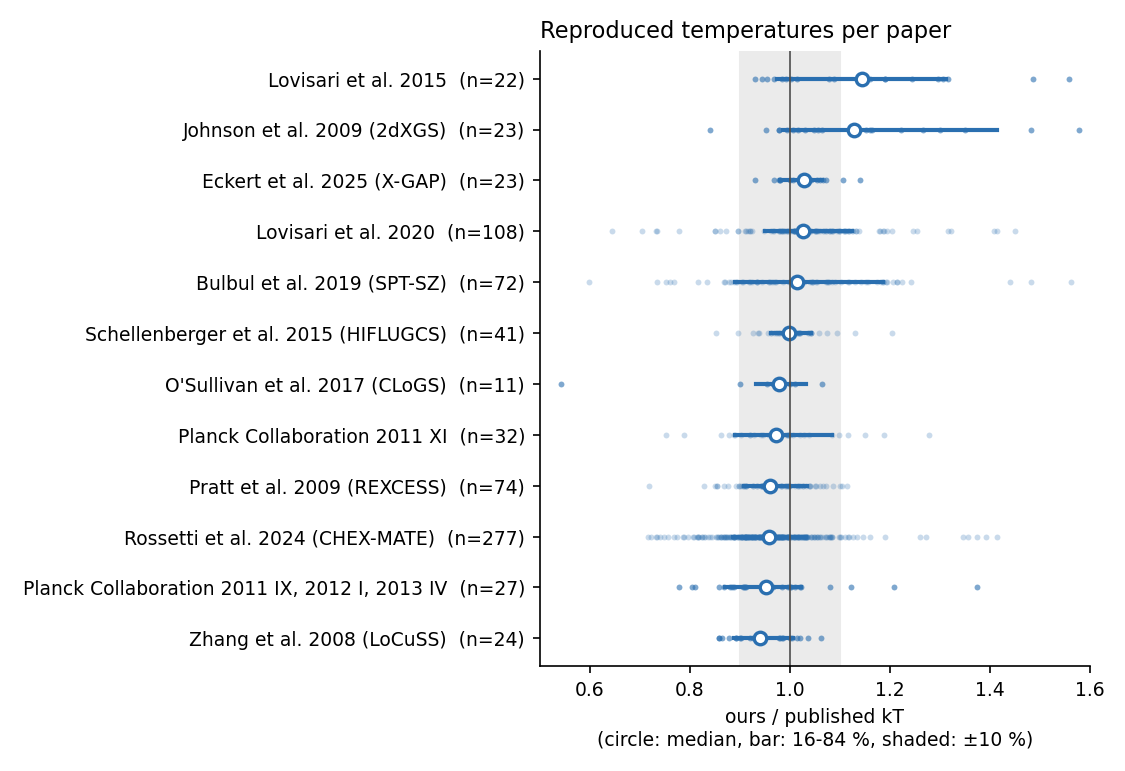 Reproduced temperatures per paper
Lovisari et al. 2015 (n=22)
Johnson et al. 2009 (2dXGS) (n=23)
Eckert et al. 2025 (X-GAP) (n=23)
Lovisari et al. 2020 (n=108)
Bulbul et al. 2019 (SPT-SZ) (n=72)
Schellenberger et al. 2015 (HIFLUGCS) (n=41)
O'Sullivan et al. 2017 (CLoGS) (n=11)
Planck Collaboration 2011 XI (n=32)
Pratt et al. 2009 (REXCESS) (n=74)
Rossetti et al. 2024 (CHEX-MATE) (n=277)
Planck Collaboration 2011 IX, 2012 I, 2013 IV (n=27)
Zhang et al. 2008 (LoCuSS) (n=24)
0.6 0.8 1.0 1.2 1.4 1.6
ours / published kT
(circle: median, bar: 16-84 %, shaded: ±10 %)